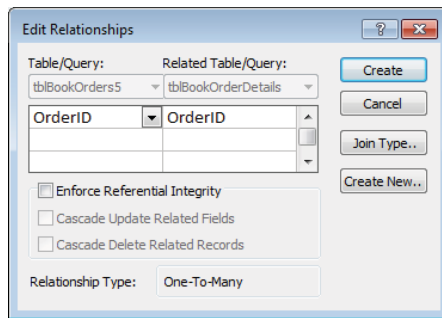 Edit Relationships
?
Table/Query: Related Table/Query:
tblBookOrders5 tblBookOrderDetails
OrderID OrderID
Enforce Referential Integrity
Cascade Update Related Fields
Cascade Delete Related Records
Relationship Type: One-To-Many
Create
Cancel
Join Type..
Create New..